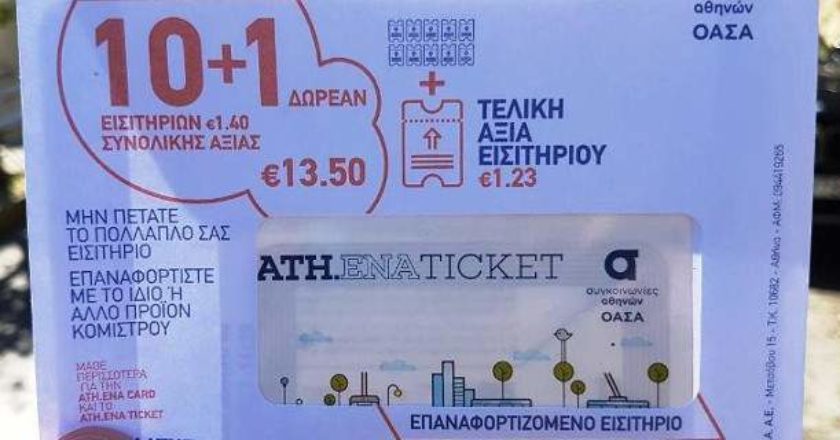 αθηνών
ΟΑΣΑ
10+1
ΔΩΡΕΑΝ
ΕΙΣΙΤΗΡΙΩΝ €1.40
ΣΥΝΟΛΙΚΗΣ ΑΞΙΑΣ
€13.50
+
ΤΕΛΙΚΗ
ΑΞΙΑ
ΕΙΣΙΤΗΡΙΟΥ
€1.23
ΜΗΝ ΠΕΤΑΤΕ
ΤΟ ΠΟΛΛΑΠΛΟ ΣΑΣ
ΕΙΣΙΤΗΡΙΟ
ΕΠΑΝΑΦΟΡΤΙΣΤΕ
ΜΕ ΤΟ ΙΔΙΟ Ή
ΑΛΛΟ ΠΡΟΪΟΝ
ΚΟΜΙΣΤΡΟΥ
ΜΑΘΕ
ΠΕΡΙΣΣΟΤΕΡΑ
ΓΙΑ ΤΗΝ
ATH.ENA CARD
ΚΑΙ ΤΟ
ATH.ENA TICKET
ATH.ENATICKET
συγκοινωνίες
αθηνών
ΟΑΣΑ
ΕΠΑΝΑΦΟΡΤΙΖΟΜΕΝΟ ΕΙΣΙΤΗΡΙΟ
Α.Ε. - Μετσόβου 15 - Τ.Κ. 10682 - Αθήνα - ΑΦΜ: 094419265